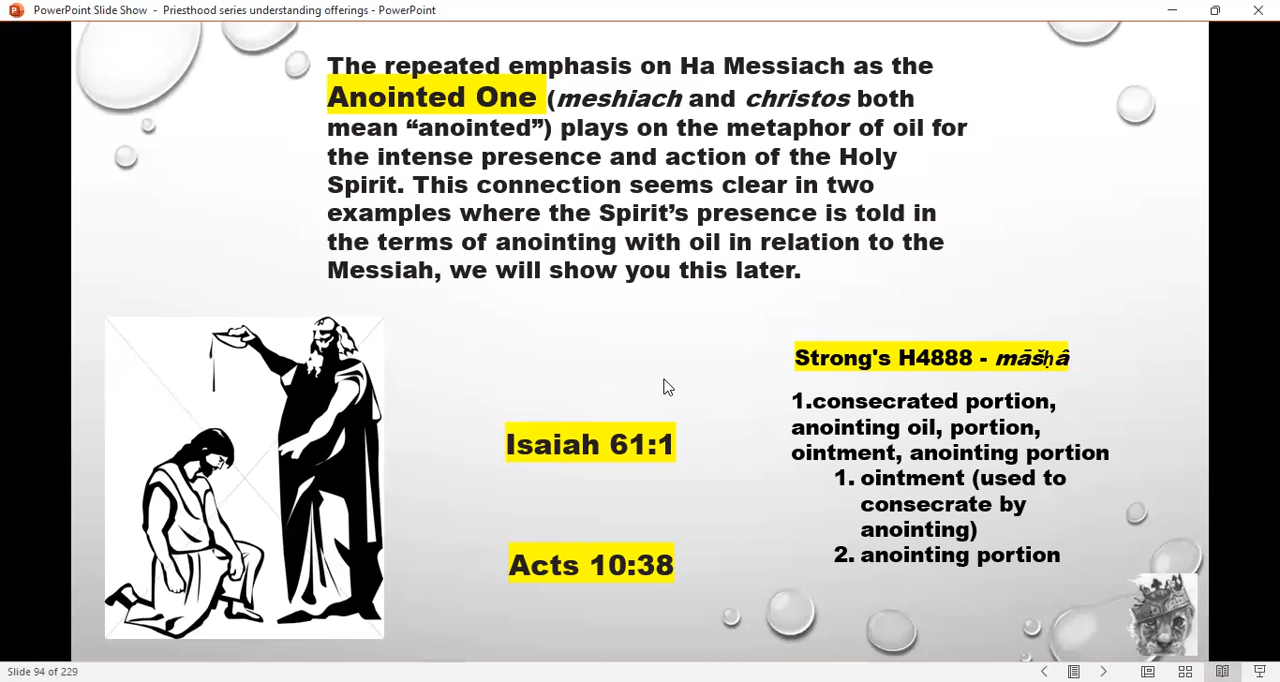 PowerPoint Slide Show - Priesthood series understanding offerings - PowerPoint
The repeated emphasis on Ha Messiach as the
Anointed One (meshiach and christos both
mean “anointed”) plays on the metaphor of oil for
the intense presence and action of the Holy
Spirit. This connection seems clear in two
examples where the Spirit’s presence is told in
the terms of anointing with oil in relation to the
Messiah, we will show you this later.
Isaiah 61:1
Acts 10:38
Strong's H4888 - māšḥâ
1.consecrated portion,
anointing oil, portion,
ointment, anointing portion
1. ointment (used to
consecrate by
anointing)
2. anointing portion
Slide 94 of 229